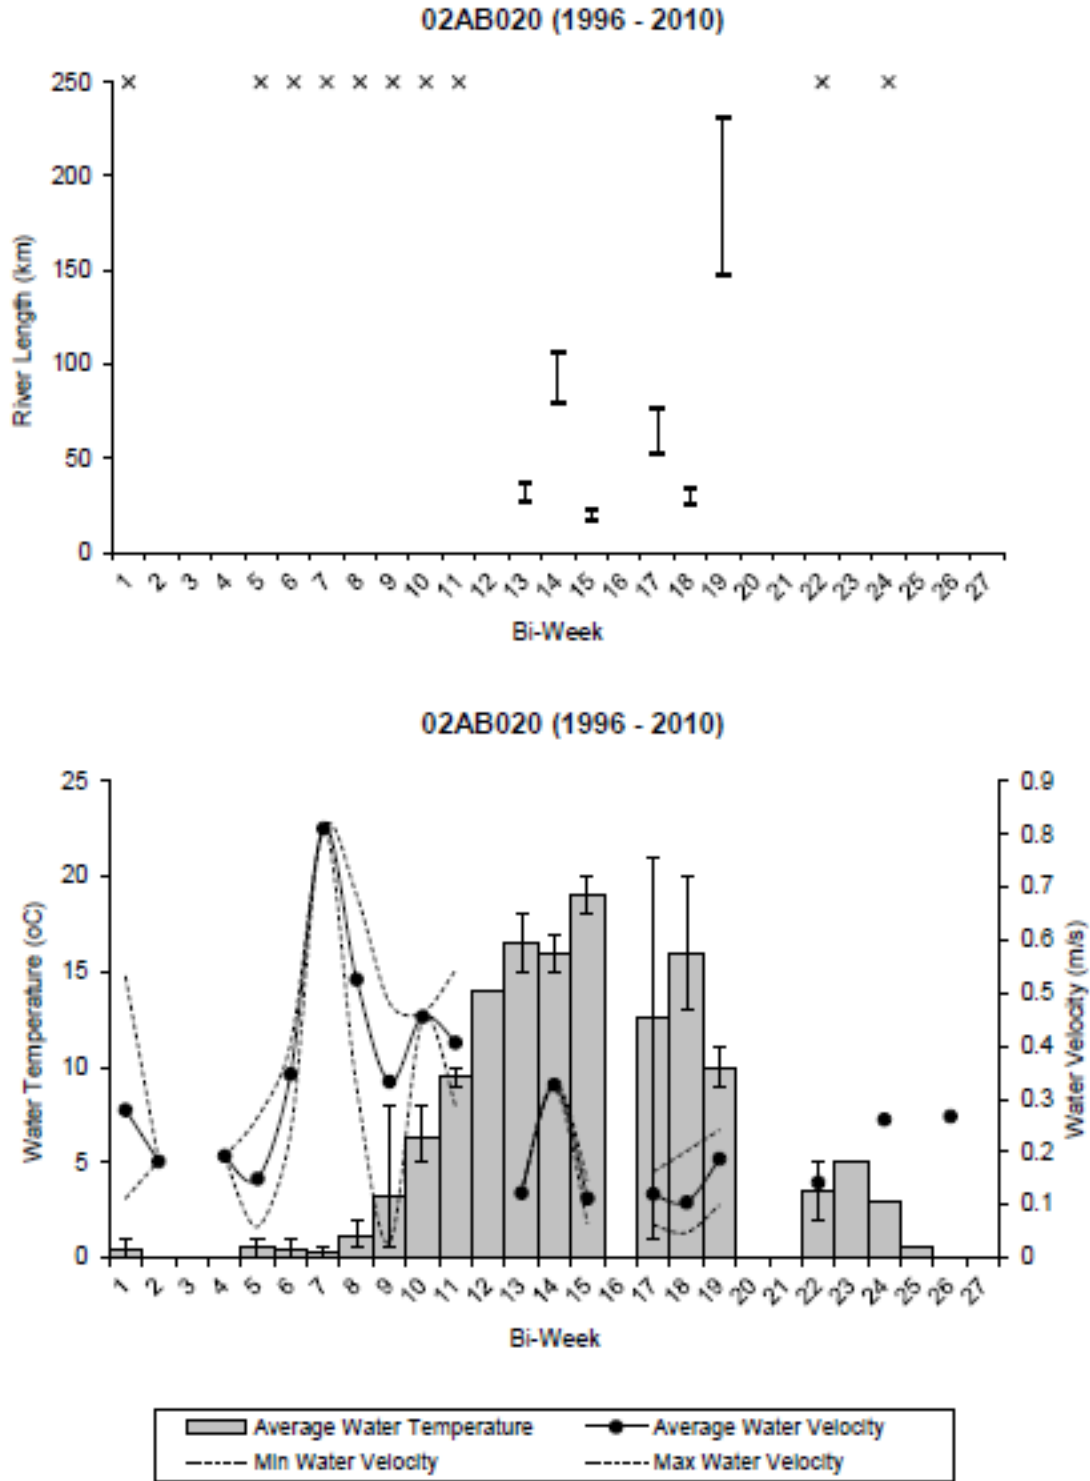 02AB020 (1996 - 2010)
250
200
150
100
50
0
River Length (km)
1 2 3 4 5 6 7 8 9 10 11 12 13 14 15 16 17 18 19 20 21 22 23 24 25 26 27
Bi-Week
02AB020 (1996 - 2010)
25
20
15
10
5
0
Water Temperature (oC)
0.9
0.8
0.7
0.6
0.5
0.4
0.3
0.2
0.1
0
Water Velocity (m/s)
1 2 3 4 5 6 7 8 9 10 11 12 13 14 15 16 17 18 19 20 21 22 23 24 25 26 27
Bi-Week
Average Water Temperature
Average Water Velocity
Min Water Velocity
Max Water Velocity